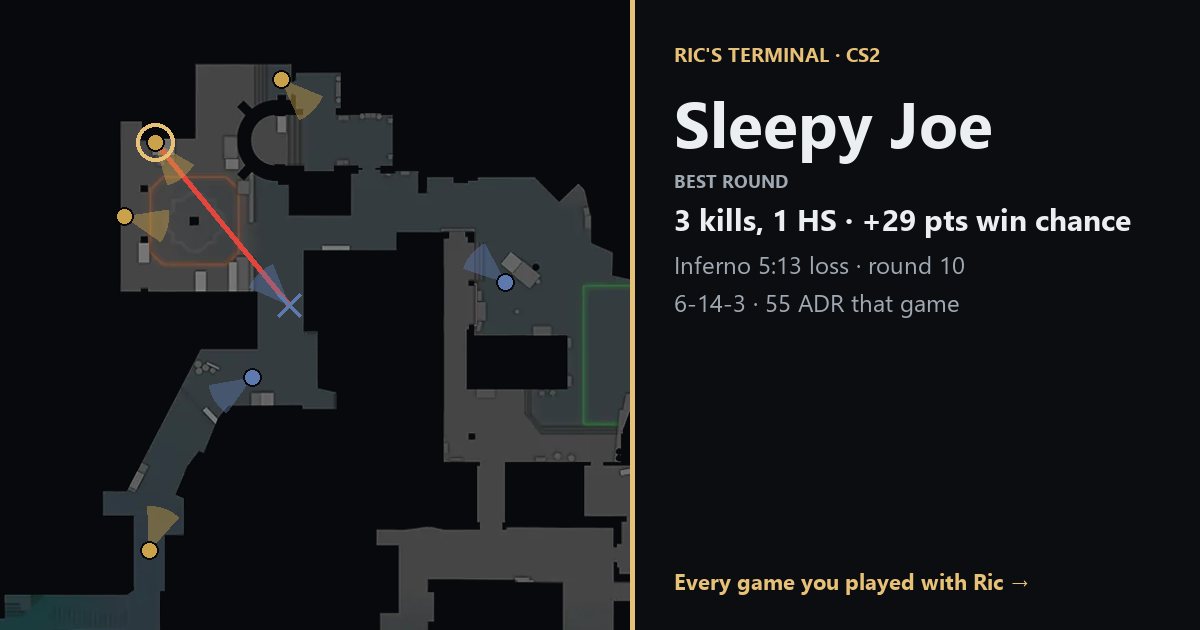 RIC'S TERMINAL · CS2
Sleepy Joe
BEST ROUND
3 kills, 1 HS · +29 pts win chance
Inferno 5:13 loss · round 10
6-14-3 · 55 ADR that game
Every game you played with Ric →